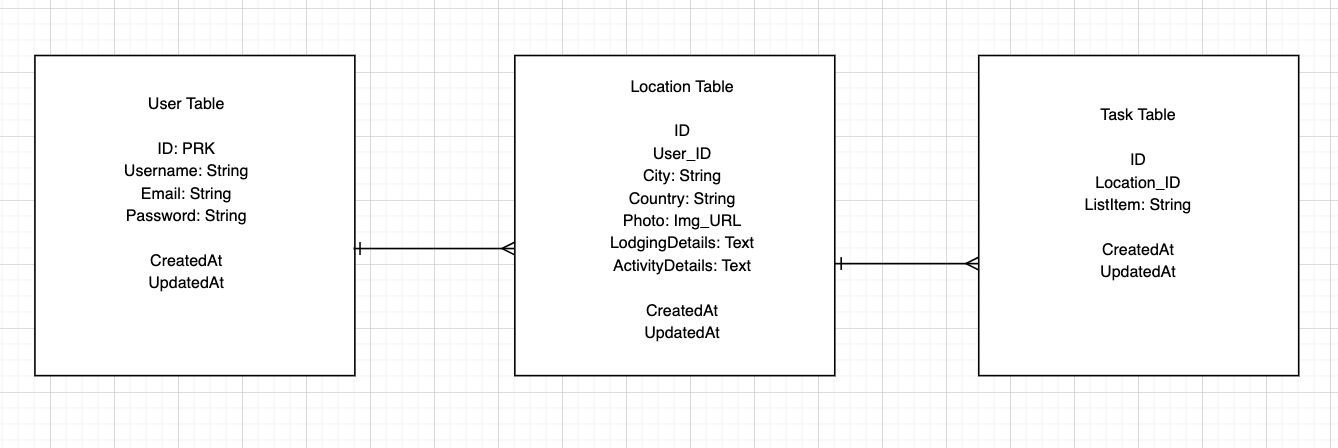 User Table
ID: PRK
Username: String
Email: String
Password: String
CreatedAt
UpdatedAt
Location Table
ID
User_ID
City: String
Country: String
Photo: Img_URL
LodgingDetails: Text
ActivityDetails: Text
CreatedAt
UpdatedAt
Task Table
ID
Location_ID
ListItem: String
CreatedAt
UpdatedAt